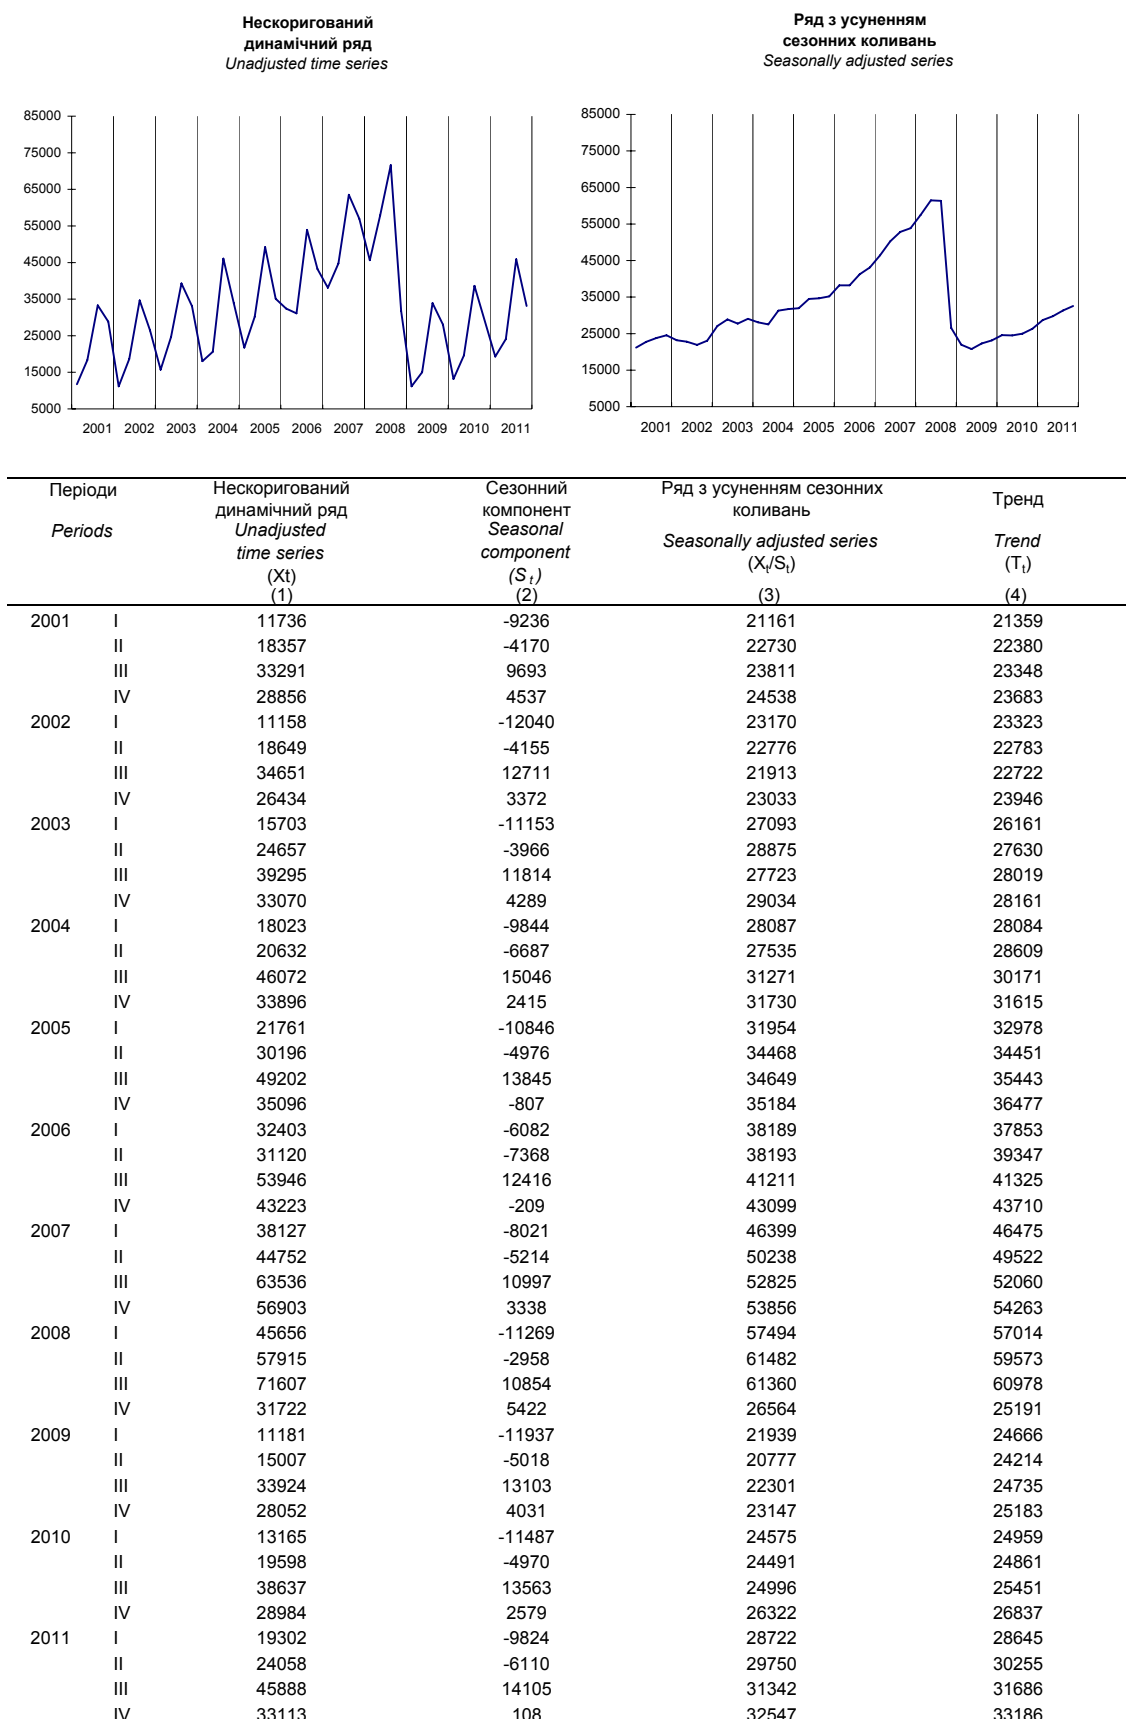 Нескоригований
динамічний ряд
Unadjusted time series
Ряд з усуненням
сезонних коливань
Seasonally adjusted series
85000
75000
65000
55000
45000
35000
25000
15000
5000
2001 2002 2003 2004 2005 2006 2007 2008 2009 2010 2011
85000
75000
65000
55000
45000
35000
25000
15000
5000
2001 2002 2003 2004 2005 2006 2007 2008 2009 2010 2011
Періоди
Periods
Нескоригований
динамічний ряд
Unadjusted
time series
(Xt)
(1)
Сезонний
компонент
Seasonal
component
(S t)
(2)
Ряд з усуненням сезонних
коливань
Seasonally adjusted series
(Xt/St)
(3)
Тренд
Trend
(Tt)
(4)
2001 I 11736 -9236 21161 21359
II 18357 -4170 22730 22380
III 33291 9693 23811 23348
IV 28856 4537 24538 23683
2002 I 11158 -12040 23170 23323
II 18649 -4155 22776 22783
III 34651 12711 21913 22722
IV 26434 3372 23033 23946
2003 I 15703 -11153 27093 26161
II 24657 -3966 28875 27630
III 39295 11814 27723 28019
IV 33070 4289 29034 28161
2004 I 18023 -9844 28087 28084
II 20632 -6687 27535 28609
III 46072 15046 31271 30171
IV 33896 2415 31730 31615
2005 I 21761 -10846 31954 32978
II 30196 -4976 34468 34451
III 49202 13845 34649 35443
IV 35096 -807 35184 36477
2006 I 32403 -6082 38189 37853
II 31120 -7368 38193 39347
III 53946 12416 41211 41325
IV 43223 -209 43099 43710
2007 I 38127 -8021 46399 46475
II 44752 -5214 50238 49522
III 63536 10997 52825 52060
IV 56903 3338 53856 54263
2008 I 45656 -11269 57494 57014
II 57915 -2958 61482 59573
III 71607 10854 61360 60978
IV 31722 5422 26564 25191
2009 I 11181 -11937 21939 24666
II 15007 -5018 20777 24214
III 33924 13103 22301 24735
IV 28052 4031 23147 25183
2010 I 13165 -11487 24575 24959
II 19598 -4970 24491 24861
III 38637 13563 24996 25451
IV 28984 2579 26322 26837
2011 I 19302 -9824 28722 28645
II 24058 -6110 29750 30255
III 45888 14105 31342 31686
IV 33113 108 32547 33186